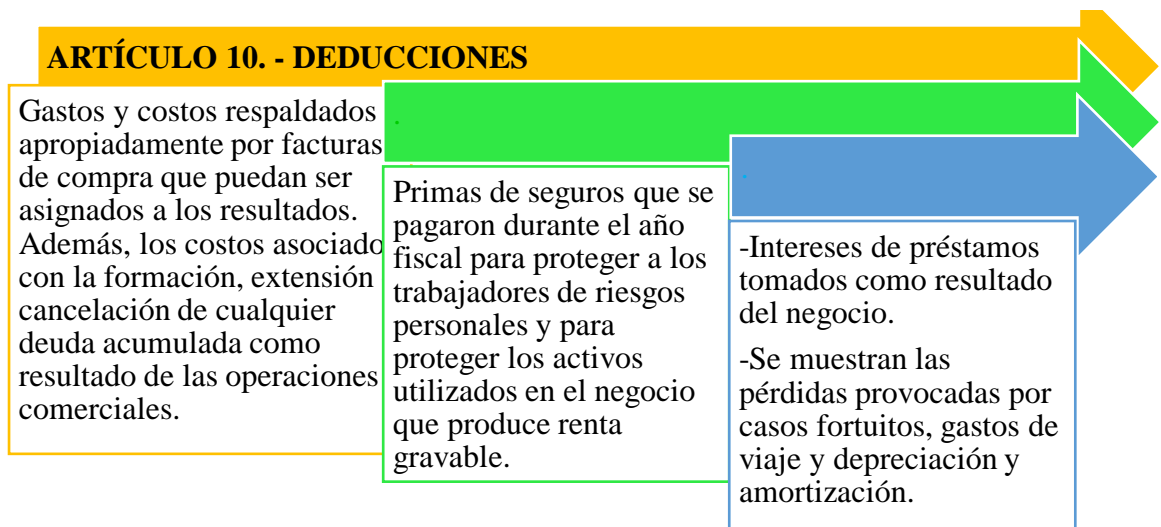 ARTÍCULO 10. - DEDUCCIONES
Gastos y costos respaldados
apropiadamente por facturas
de compra que puedan ser
asignados a los resultados.
Además, los costos asociado
con la formación, extensión
cancelación de cualquier
deuda acumulada como
resultado de las operaciones
comerciales.
.
Primas de seguros que se
pagaron durante el año
fiscal para proteger a los
trabajadores de riesgos
personales y para
proteger los activos
utilizados en el negocio
que produce renta
gravable.
.
-Intereses de préstamos
tomados como resultado
del negocio.
-Se muestran las
pérdidas provocadas por
casos fortuitos, gastos de
viaje y depreciación y
amortización.